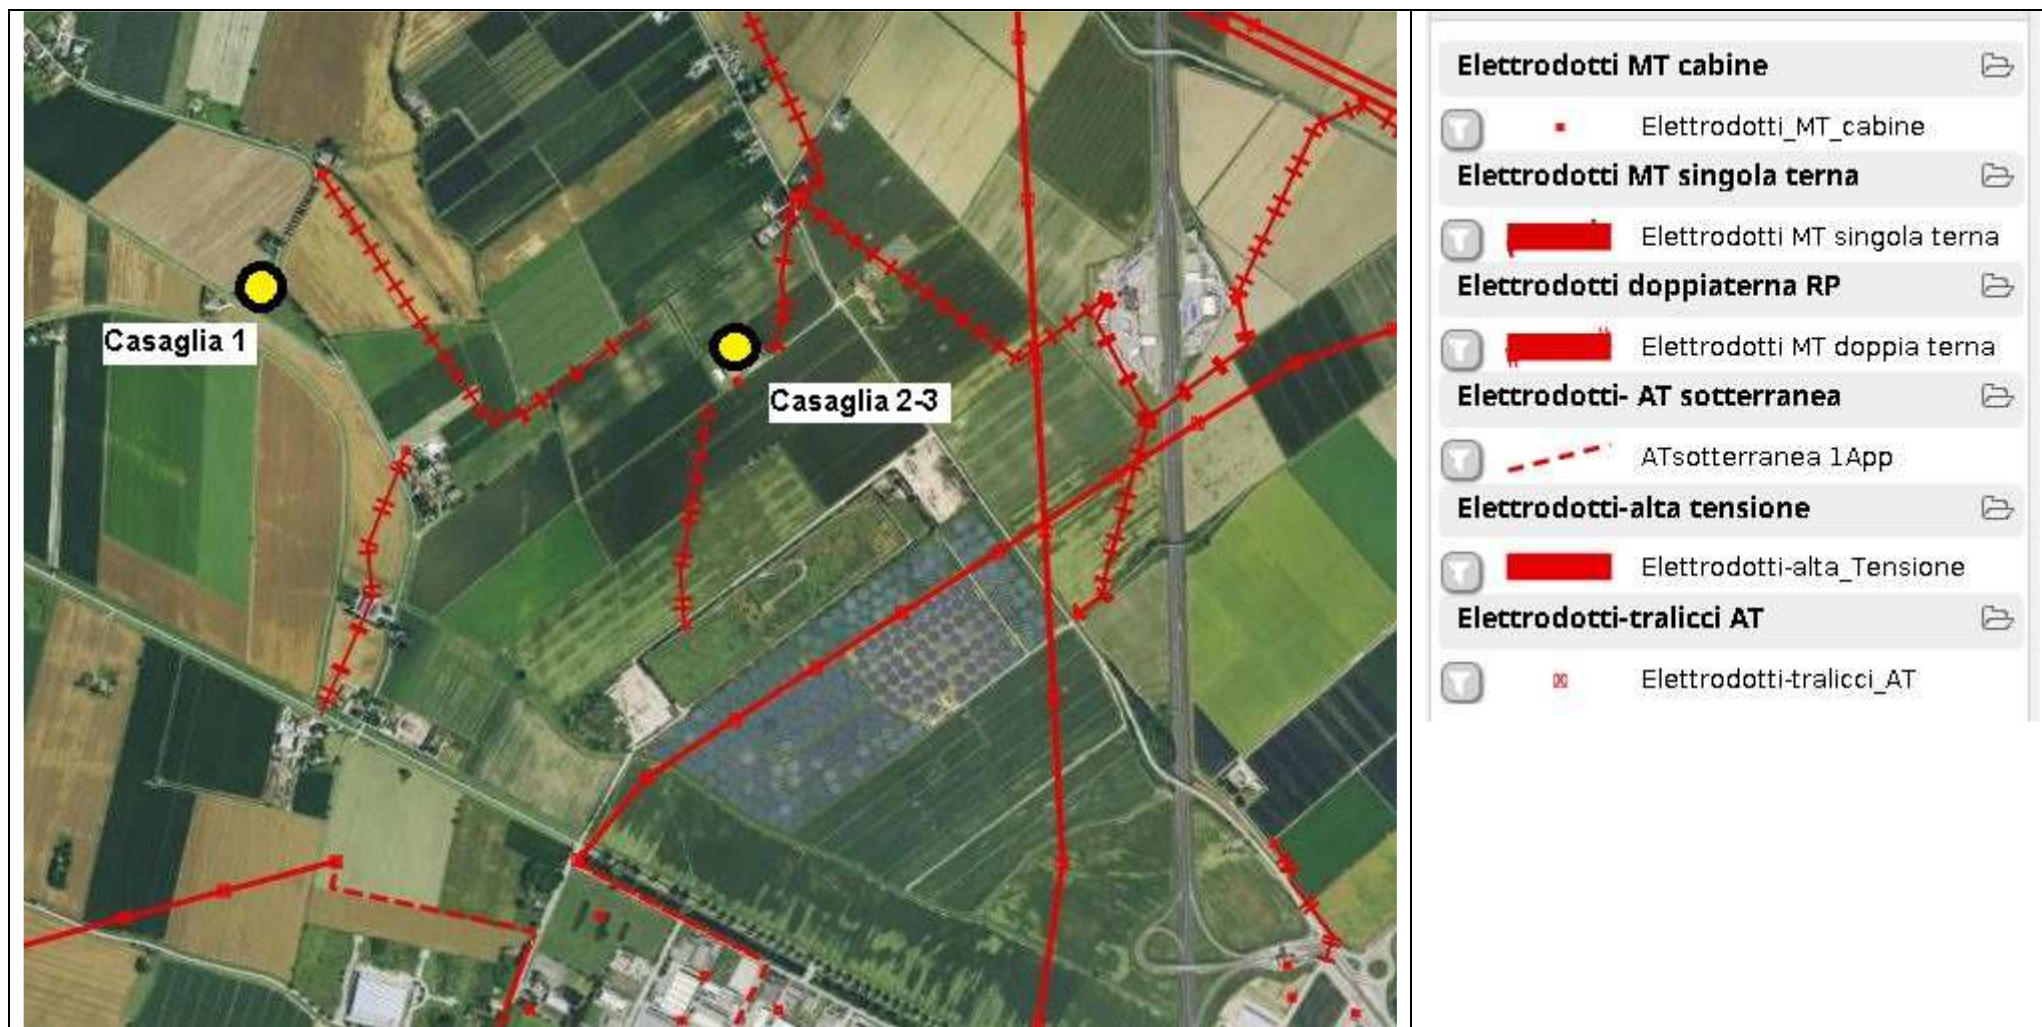 Casaglia 1
Casaglia 2-3
Elettrodotti MT cabine
Elettrodotti_MT_cabine
Elettrodotti MT singola terna
Elettrodotti MT singola terna
Elettrodotti doppiaterna RP
Elettrodotti MT doppia terna
Elettrodotti- AT sotterranea
ATsotterranea 1App
Elettrodotti-alta tensione
Elettrodotti-alta_Tensione
Elettrodotti-tralicci AT
Elettrodotti-tralicci_AT